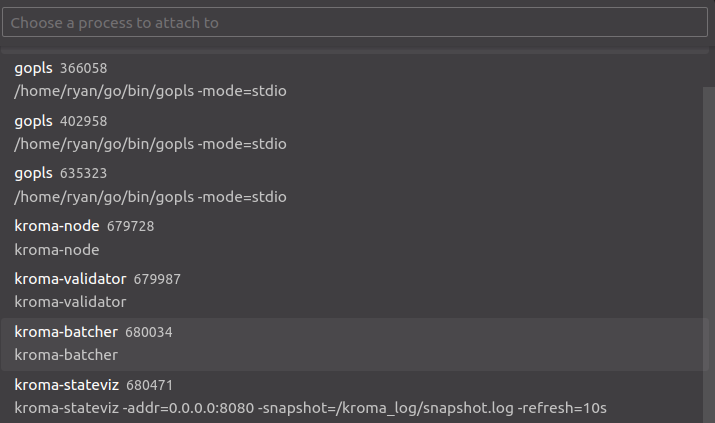 Choose a process to attach to
gopls 366058
/home/ryan/go/bin/gopls -mode=stdio
gopls 402958
/home/ryan/go/bin/gopls -mode=stdio
gopls 635323
/home/ryan/go/bin/gopls -mode=stdio
kroma-node 679728
kroma-node
kroma-validator 679987
kroma-validator
kroma-batcher 680034
kroma-batcher
kroma-stateviz 680471
kroma-stateviz -addr=0.0.0.0:8080 -snapshot=/kroma_log/snapshot.log -refresh=10s